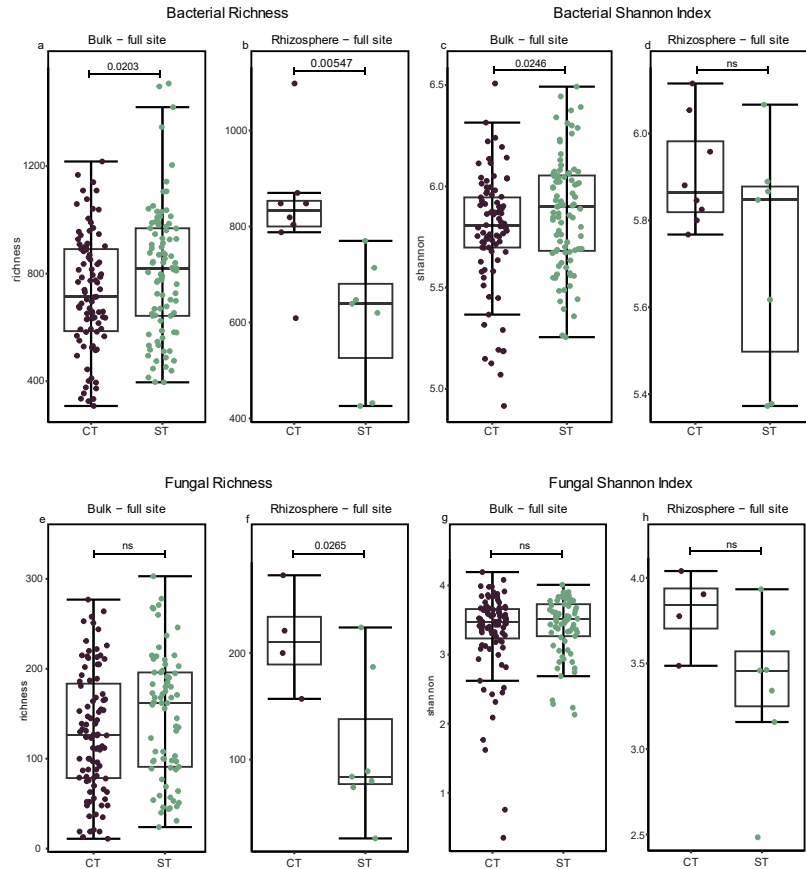 Bacterial Richness
Bacterial Shannon Index
a
Bulk − full site
0.0203
richness
1200
800
400
CT
ST
b
Rhizosphere − full site
0.00547
1000
800
600
400
CT
ST
c
Bulk − full site
0.0246
shannon
6.5
6.0
5.5
5.0
CT
ST
d
Rhizosphere − full site
ns
6.0
5.8
5.6
5.4
CT
ST
Fungal Richness
Fungal Shannon Index
e
Bulk − full site
ns
richness
300
200
100
0
CT
ST
f
Rhizosphere − full site
0.0265
200
100
CT
ST
g
Bulk − full site
ns
shannon
4
3
2
1
CT
ST
h
Rhizosphere − full site
ns
4.0
3.5
3.0
2.5
CT
ST